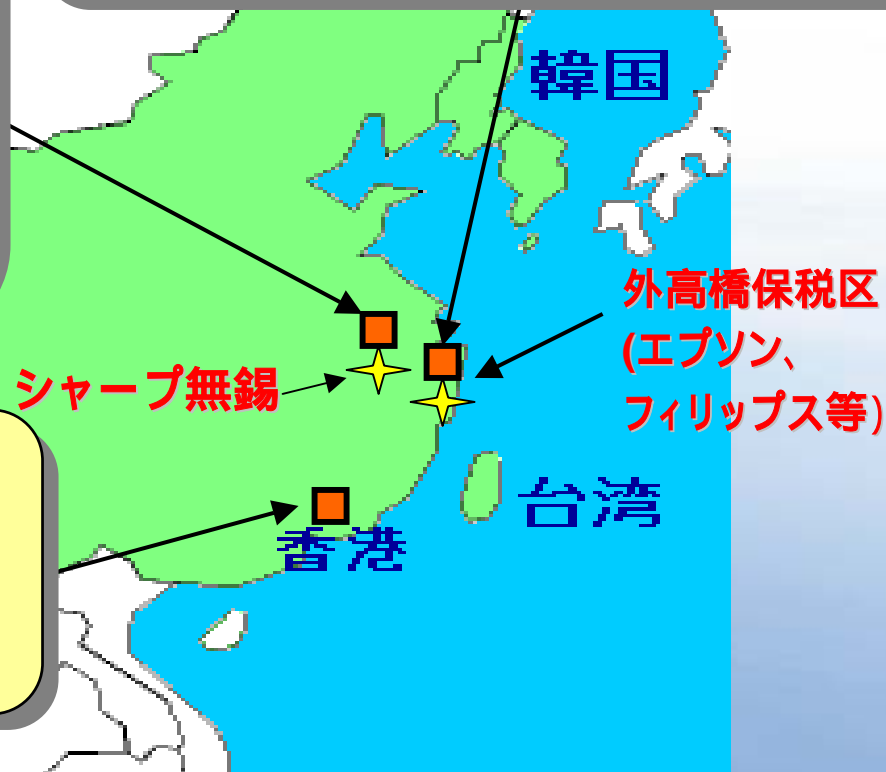 韓国
外高橋保税区
(エプソン、
フィリップス等)
シャープ無錫
台湾
香港